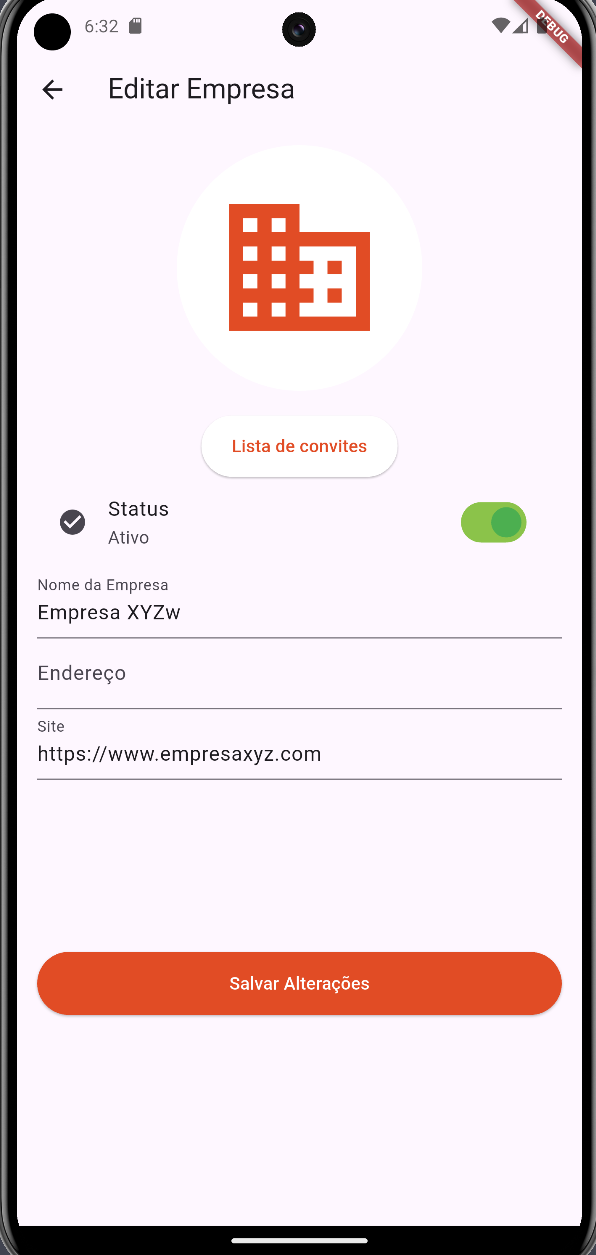 6:32
DEBUG
Editar Empresa
Lista de convites
Status
Ativo
Nome da Empresa
Empresa XYZw
Endereço
Site
https://www.empresaxyz.com
Salvar Alterações